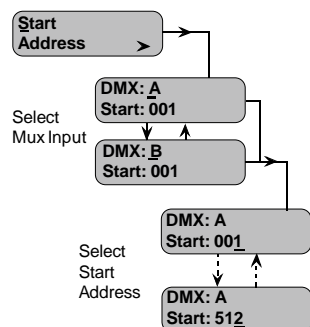 Start
Address
DMX: A
Start: 001
Select
Mux Input
DMX: B
Start: 001
DMX: A
Start: 001
Select
Start
Address
DMX: A
Start: 512